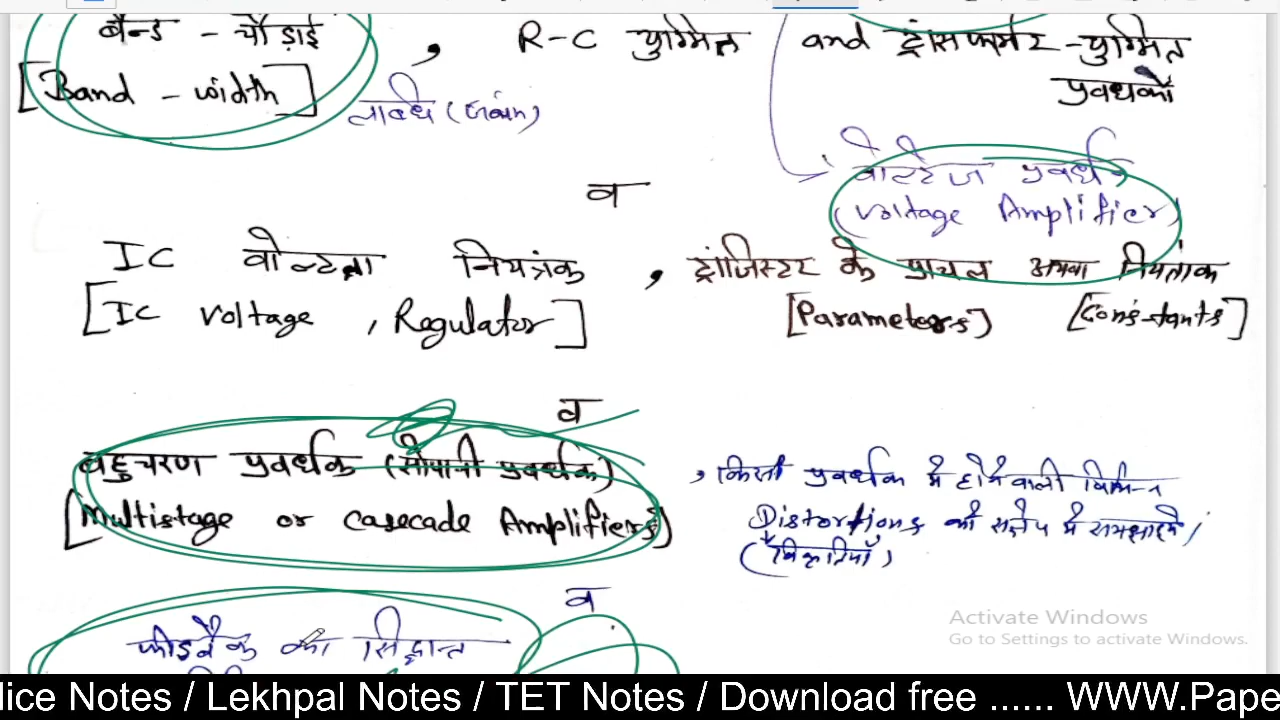 बैन्ड - चौड़ाई , R-C युग्मित and ट्रांसफार्मर -युग्मित
[Band - width] लाब्धि (Gain) प्रवर्धकों
व वोल्टेज प्रवर्धक
(Voltage Amplifier)
IC वोल्टता नियंत्रक , ट्रांजिस्टर के प्राचल अथवा नियतांक
[IC voltage , Regulator] [Parameters] [Constants]
व
बहुचरण प्रवर्धक (सोपानी प्रवर्धक) , किसी प्रवर्धक में होने वाली विभिन्न
[Multistage or casecade Amplifiers] Distortions को संक्षेप में समझाइये /
(विकृतियाँ)
व
फीडबैक का सिद्धान्त
Activate Windows
Go to Settings to activate Windows.
lice Notes / Lekhpal Notes / TET Notes / Download free ...... WWW.Pape